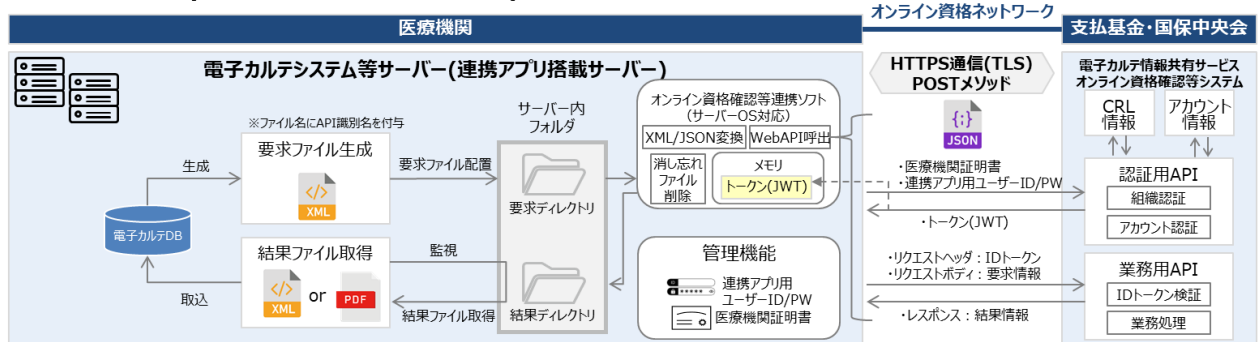 オンライン資格ネットワーク
医療機関
支払基金・国保中央会
電子カルテシステム等サーバー(連携アプリ搭載サーバー)
※ファイル名にAPI識別名を付与
生成
要求ファイル生成
</>
XML
要求ファイル配置
電子カルテDB
取込
結果ファイル取得
</>
XML
or
PDF
監視
結果ファイル取得
サーバー内
フォルダ
要求ディレクトリ
結果ディレクトリ
オンライン資格確認等連携ソフト
(サーバーOS対応)
XML/JSON変換
WebAPI呼出
消し忘れ
ファイル
削除
メモリ
トークン(JWT)
管理機能
連携アプリ用
ユーザーID/PW
医療機関証明書
HTTPS通信(TLS)
POSTメソッド
{;}
JSON
・医療機関証明書
・連携アプリ用ユーザーID/PW
・トークン(JWT)
・リクエストヘッダ：IDトークン
・リクエストボディ：要求情報
・レスポンス：結果情報
電子カルテ情報共有サービス
オンライン資格確認等システム
CRL
情報
アカウント
情報
認証用API
組織認証
アカウント認証
業務用API
IDトークン検証
業務処理